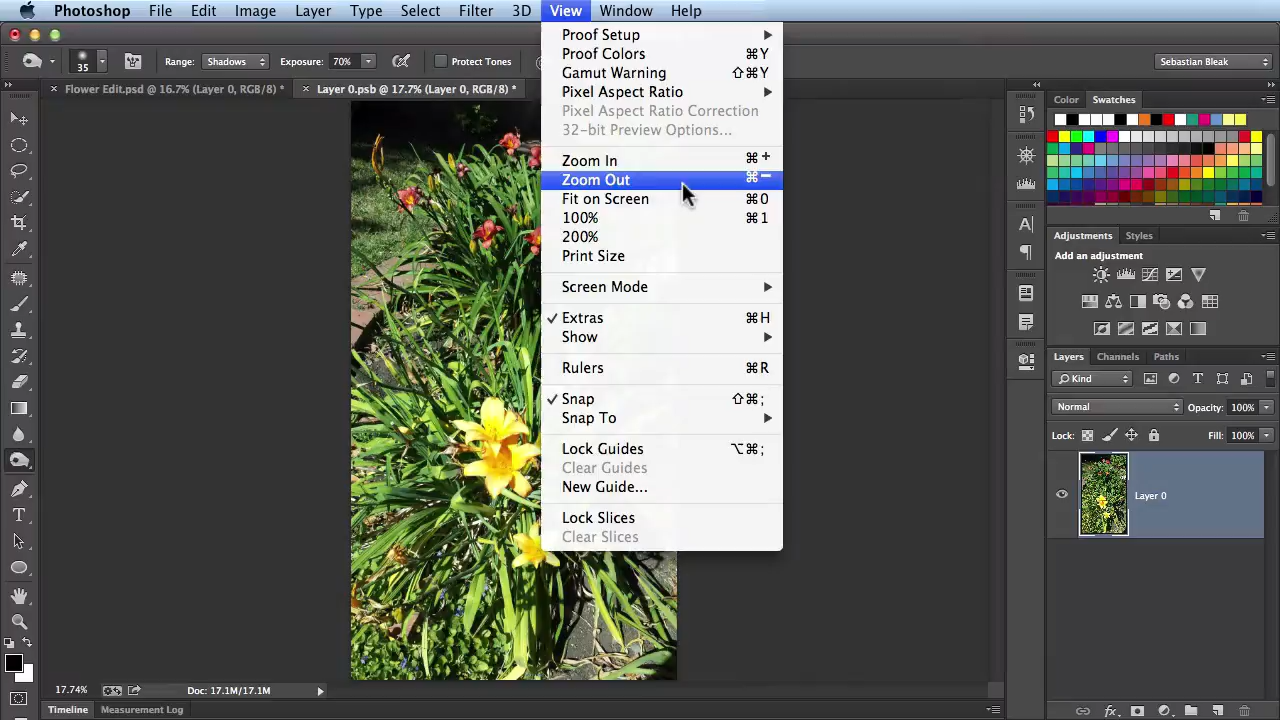 Photoshop File Edit Image Layer Type Select Filter 3D View Window Help
35 Range: Shadows Exposure: 70% Protect Tones Sebastian Bleak
Flower Edit.psd @ 16.7% (Layer 0, RGB/8) *
Layer 0.psb @ 17.7% (Layer 0, RGB/8) *
Proof Setup
Proof Colors ⌘Y
Gamut Warning ⇧⌘Y
Pixel Aspect Ratio
Pixel Aspect Ratio Correction
32-bit Preview Options...
Zoom In ⌘+
Zoom Out ⌘−
Fit on Screen ⌘0
100% ⌘1
200%
Print Size
Screen Mode
Extras ⌘H
Show
Rulers ⌘R
Snap ⇧⌘;
Snap To
Lock Guides ⌥⌘;
Clear Guides
New Guide...
Lock Slices
Clear Slices
Color Swatches
Adjustments Styles
Add an adjustment
Layers Channels Paths
Kind
Normal Opacity: 100%
Lock: Fill: 100%
Layer 0
17.74% Doc: 17.1M/17.1M
Timeline Measurement Log